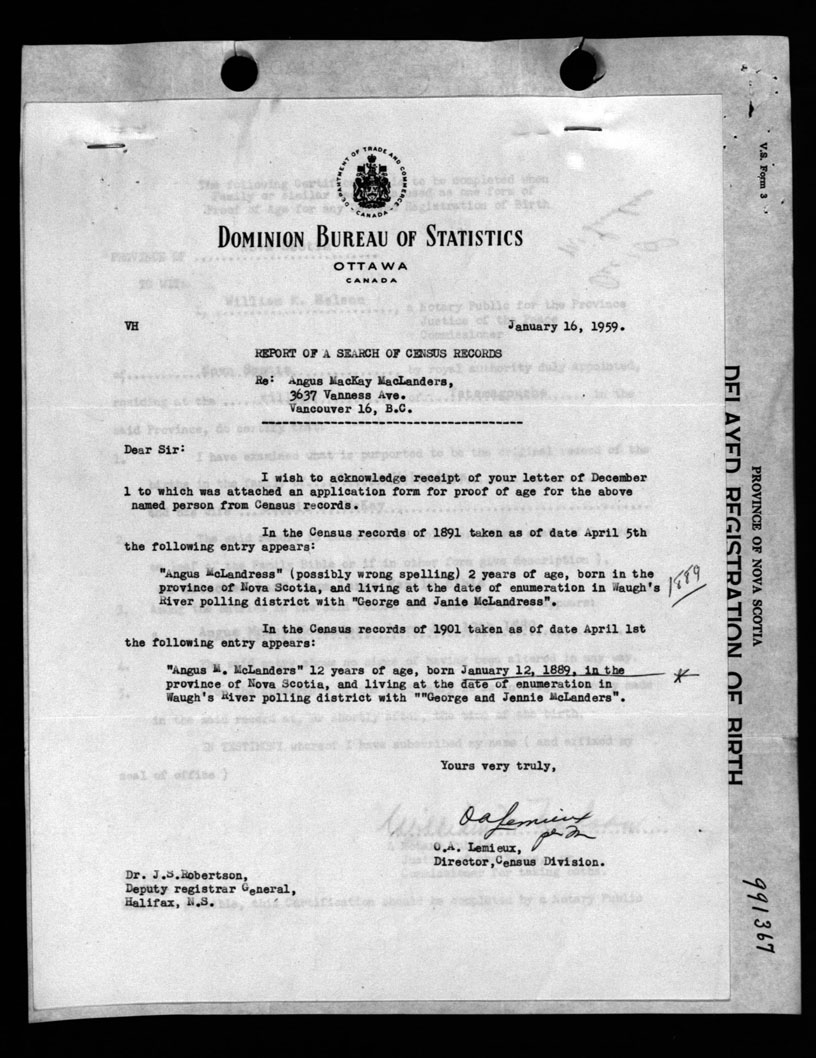 DEPARTMENT OF TRADE AND COMMERCE
CANADA
DOMINION BUREAU OF STATISTICS
OTTAWA
CANADA
VH
January 16, 1959.
REPORT OF A SEARCH OF CENSUS RECORDS
Re: Angus MacKay MacLanders,
3637 Vanness Ave.
Vancouver 16, B.C.
Dear Sir:
I wish to acknowledge receipt of your letter of December
1 to which was attached an application form for proof of age for the above
named person from Census records.
In the Census records of 1891 taken as of date April 5th
the following entry appears:
"Angus McLandress" (possibly wrong spelling) 2 years of age, born in the
province of Nova Scotia, and living at the date of enumeration in Waugh's
River polling district with "George and Janie McLandress".
1889
In the Census records of 1901 taken as of date April 1st
the following entry appears:
"Angus M. McLanders" 12 years of age, born January 12, 1889, in the
province of Nova Scotia, and living at the date of enumeration in
Waugh's River polling district with ""George and Jennie McLanders".
*
Yours very truly,
OALemieux
per
O.A. Lemieux,
Director,Census Division.
Dr. J.S.Robertson,
Deputy registrar General,
Halifax, N.S.
V.S. Form 3
PROVINCE OF NOVA SCOTIA
DELAYED REGISTRATION OF BIRTH
991367